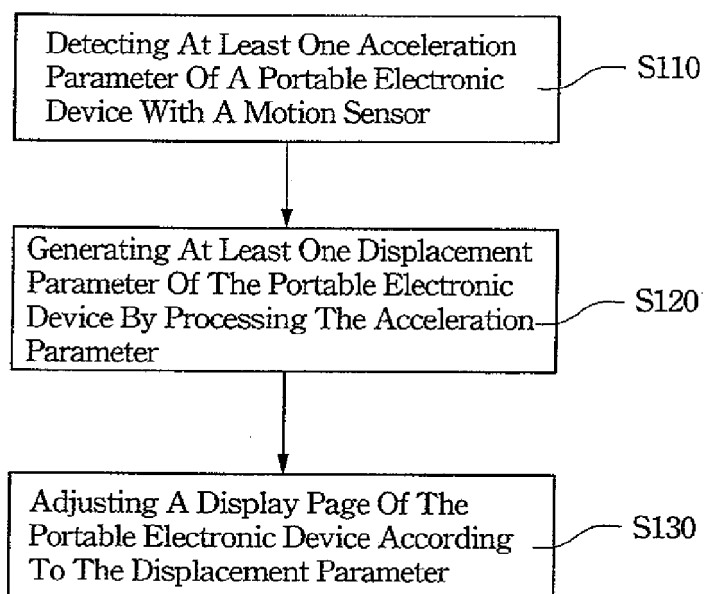 Detecting At Least One Acceleration
Parameter Of A Portable Electronic
Device With A Motion Sensor
S110
Generating At Least One Displacement
Parameter Of The Portable Electronic
Device By Processing The Acceleration
Parameter
S120
Adjusting A Display Page Of The
Portable Electronic Device According
To The Displacement Parameter
S130